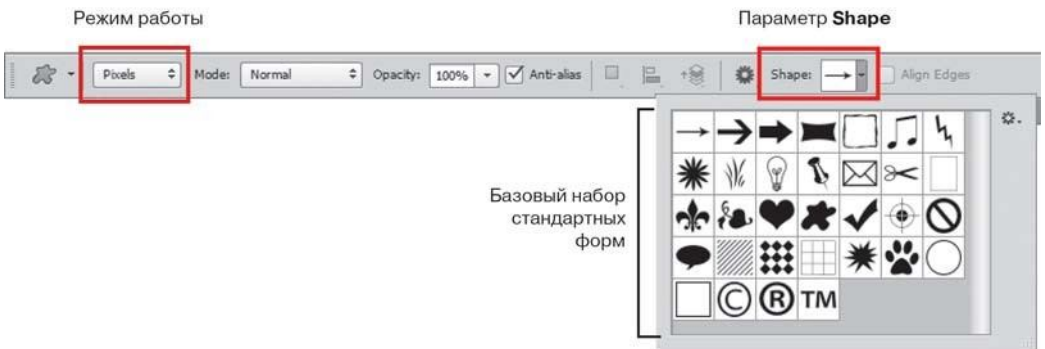 Режим работы
Параметр Shape
Pixels Mode: Normal Opacity: 100% Anti-alias Shape: Align Edges
Базовый набор
стандартных
форм
© ® TM